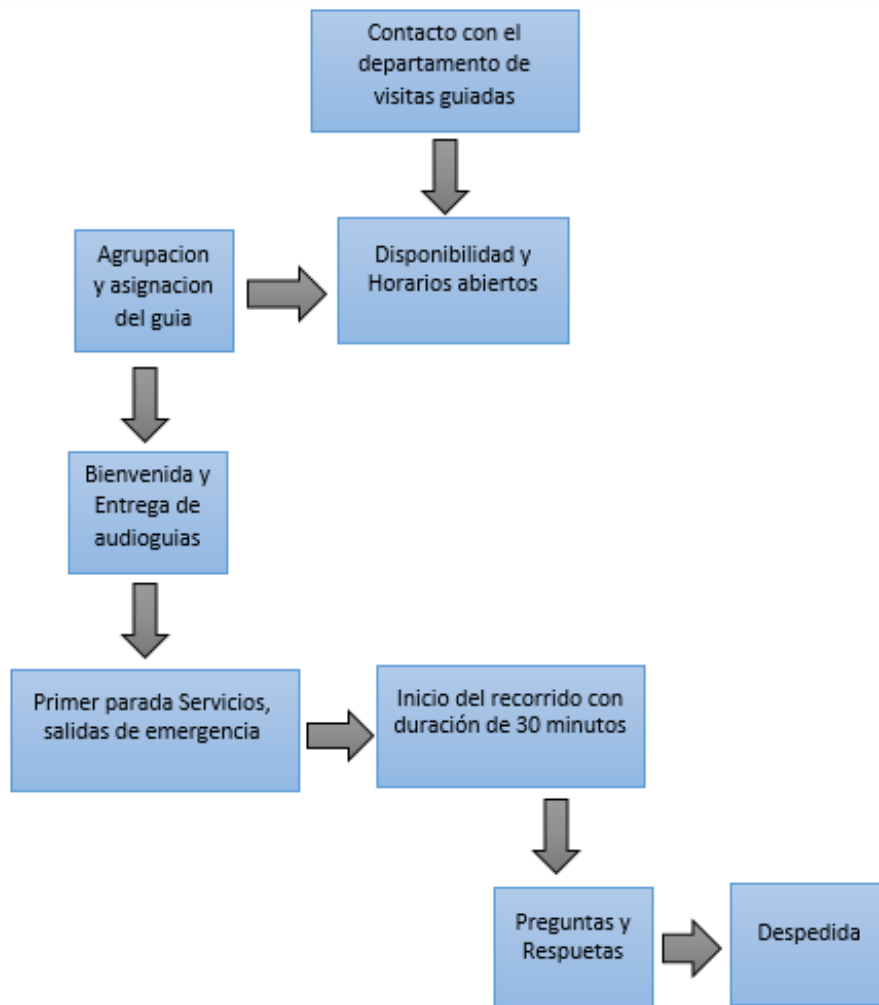 Contacto con el
departamento de
visitas guiadas
Agrupacion
y asignacion
del guia
Disponibilidad y
Horarios abiertos
Bienvenida y
Entrega de
audioguias
Primer parada Servicios,
salidas de emergencia
Inicio del recorrido con
duración de 30 minutos
Preguntas y
Respuetas
Despedida